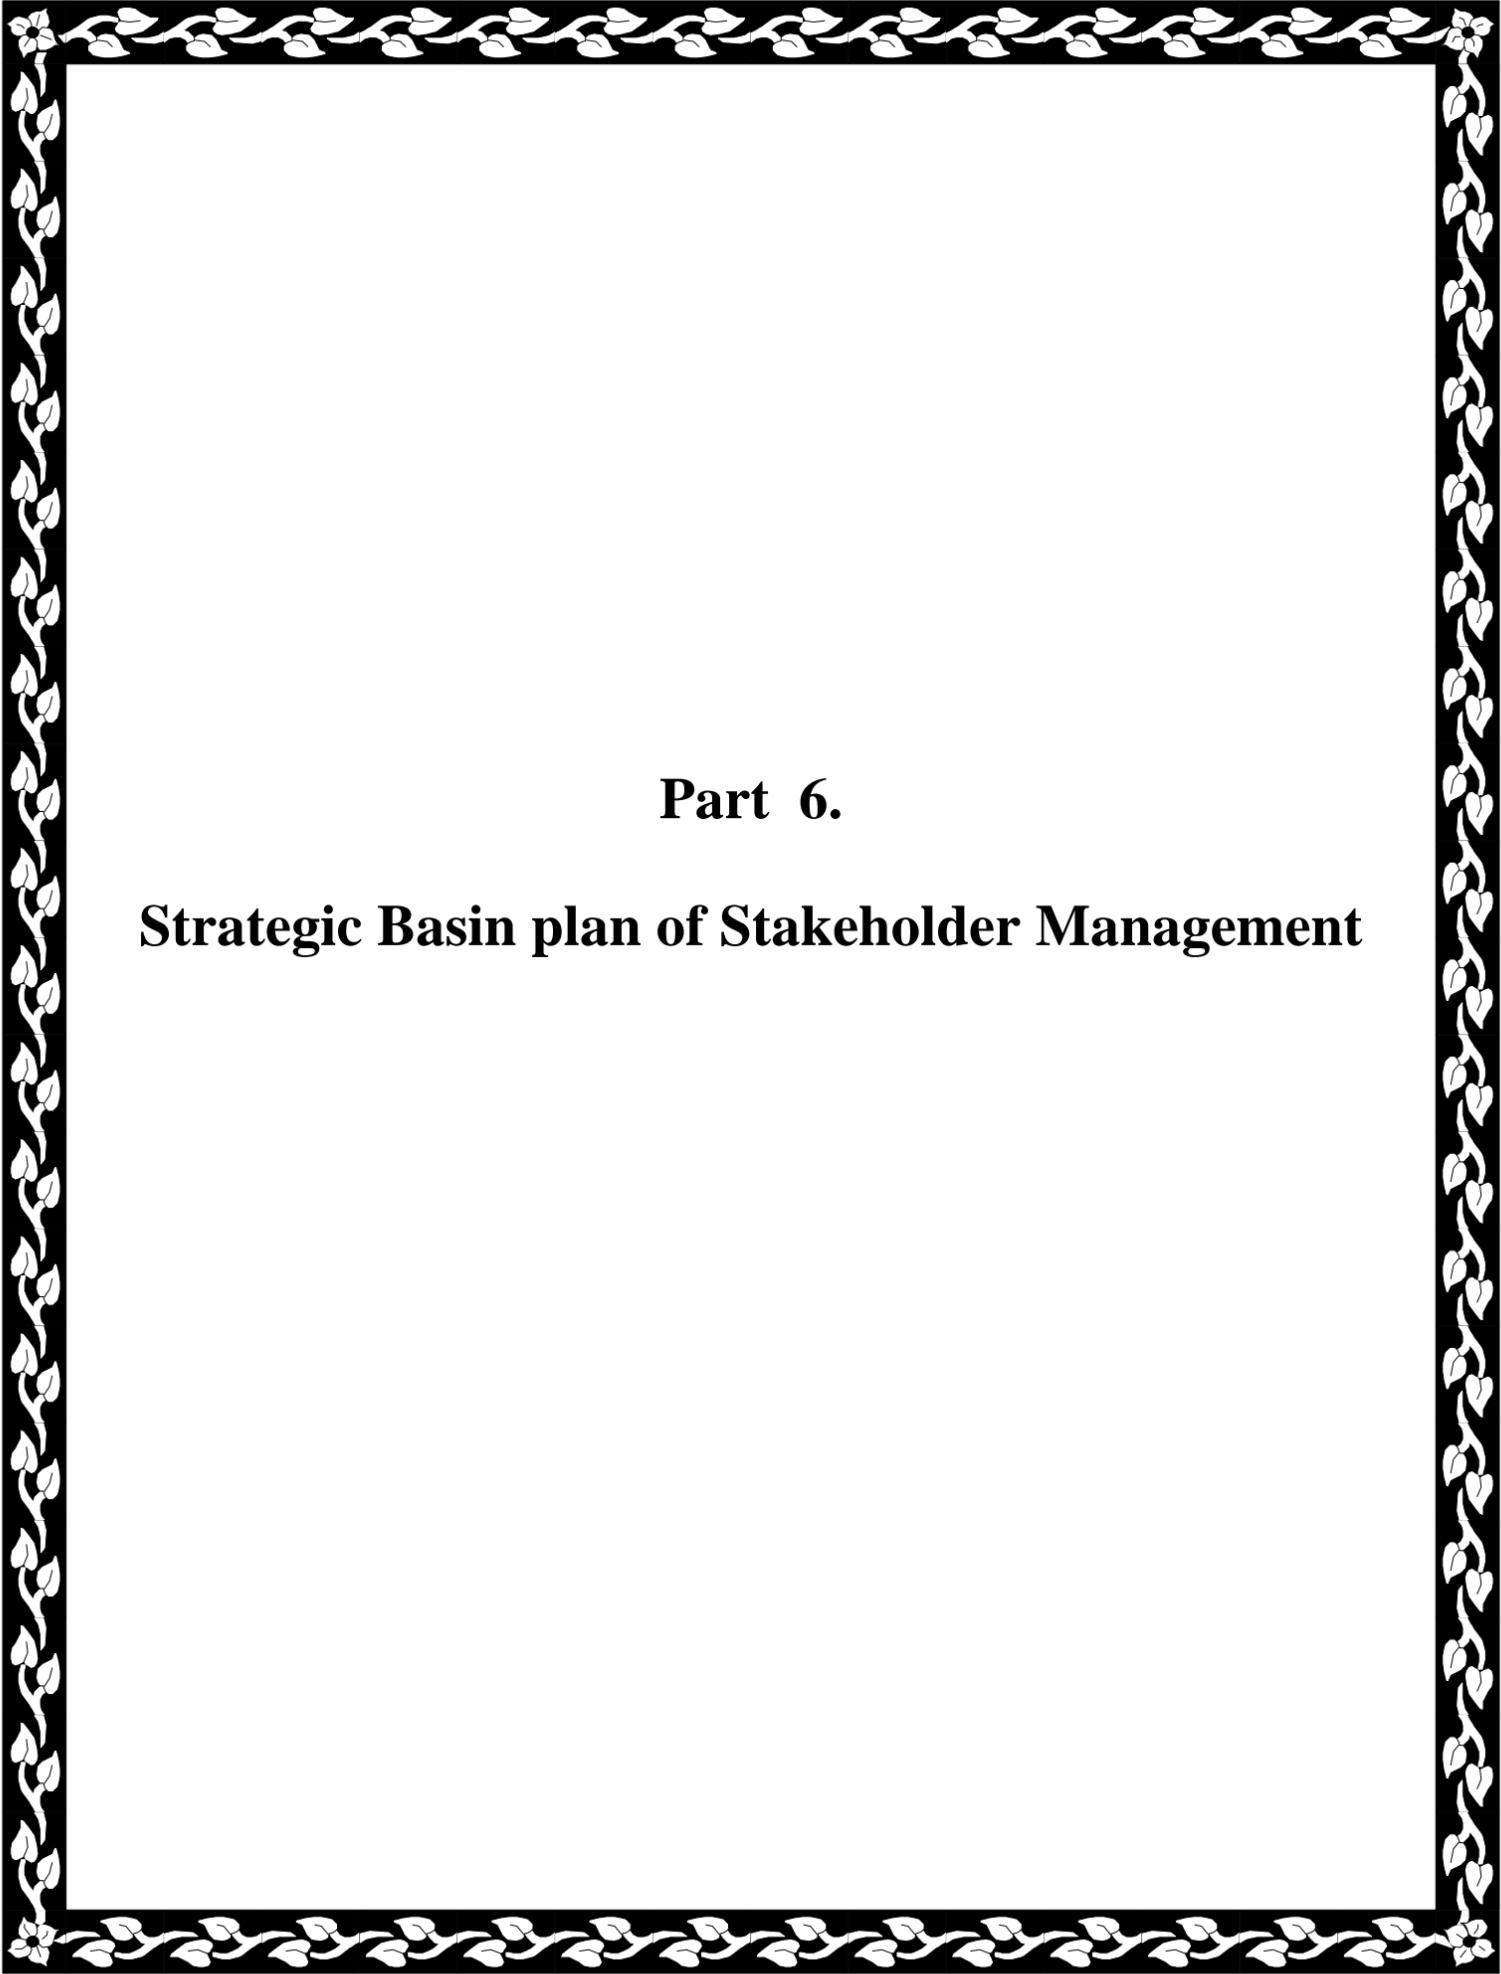 Part 6.
Strategic Basin plan of Stakeholder Management